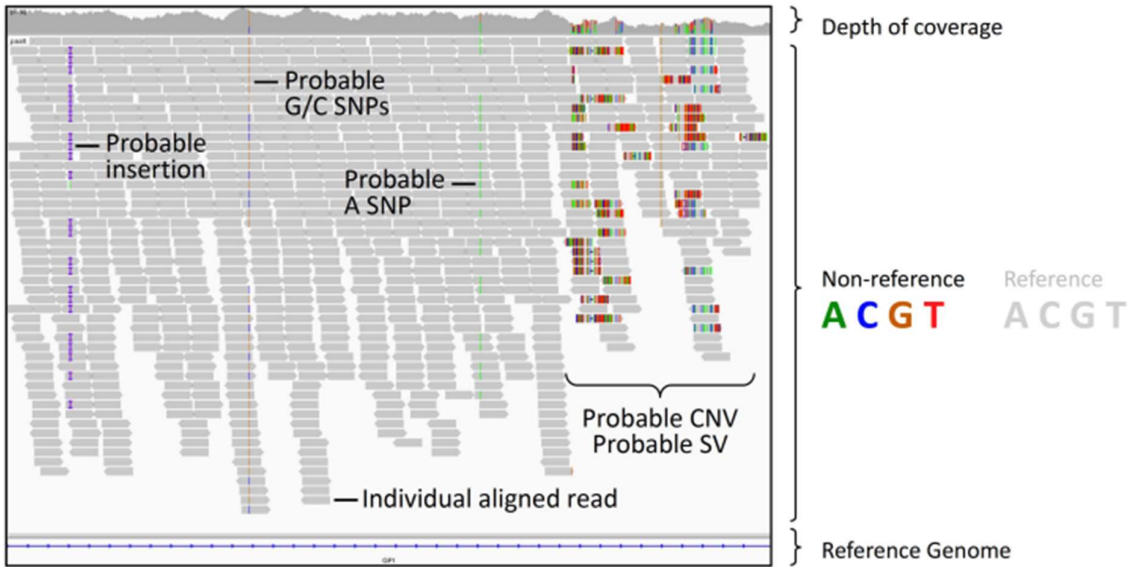 Depth of coverage
Probable
G/C SNPs
Probable
insertion
Probable
A SNP
Non-reference
A C G T
Reference
A C G T
Probable CNV
Probable SV
Individual aligned read
Reference Genome